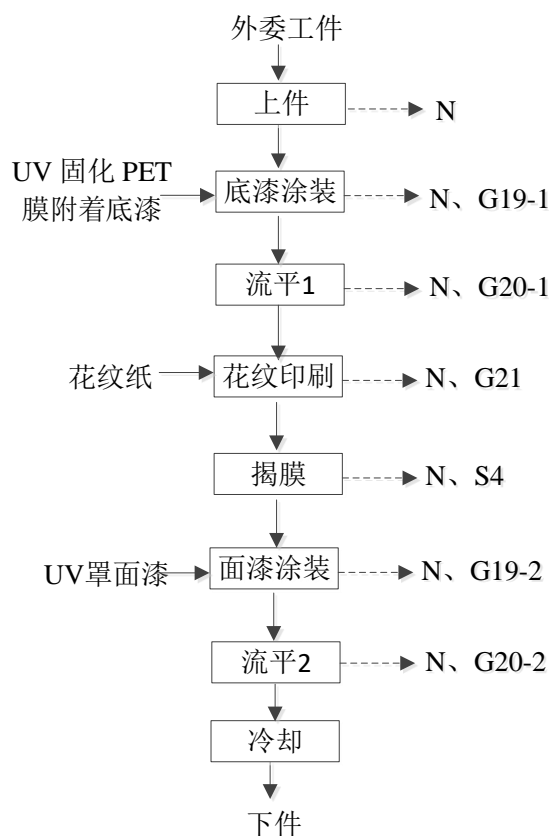 外委工件
上件
N
UV 固化 PET
膜附着底漆
底漆涂装
N、G19-1
流平1
N、G20-1
花纹纸
花纹印刷
N、G21
揭膜
N、S4
UV罩面漆
面漆涂装
N、G19-2
流平2
N、G20-2
冷却
下件